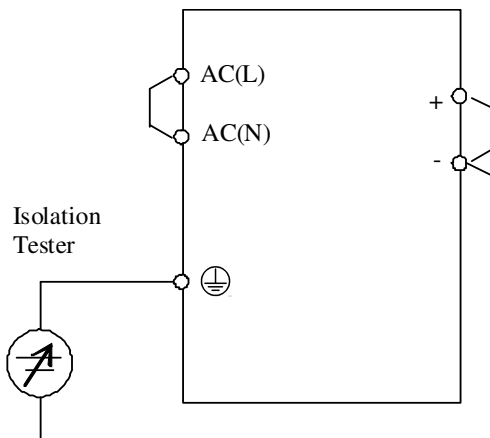 AC(L)
+
AC(N)
-
Isolation
Tester